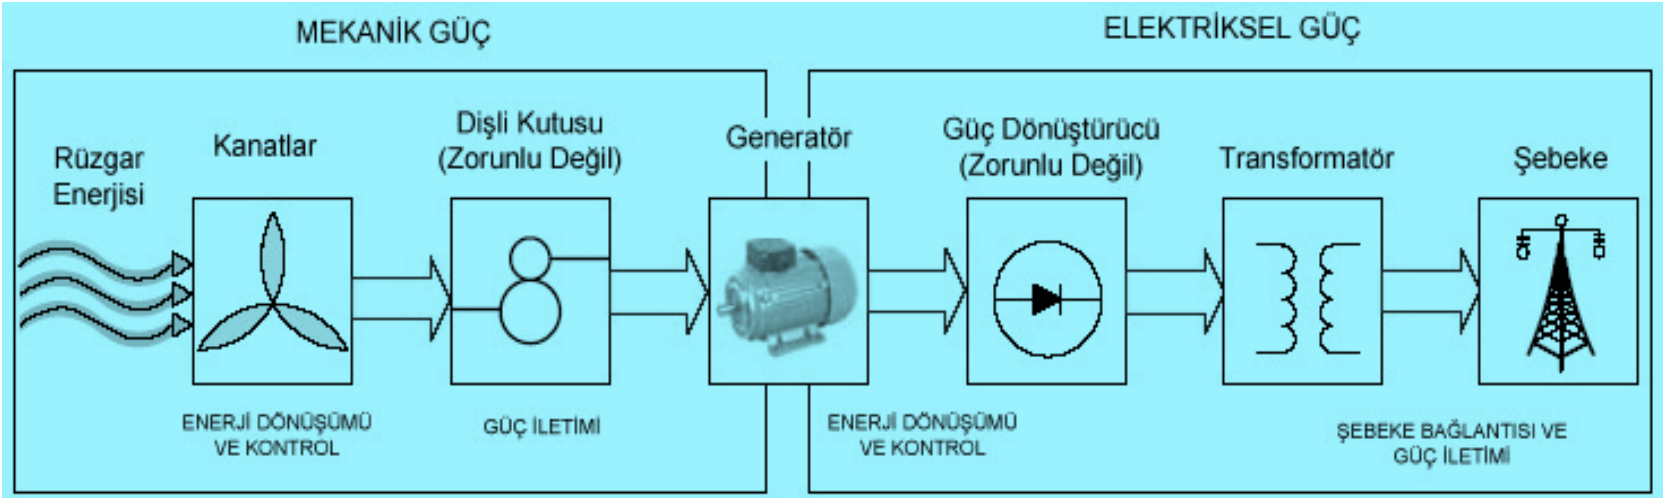 MEKANİK GÜÇ
ELEKTRİKSEL GÜÇ
Rüzgar
Enerjisi
Kanatlar
Dişli Kutusu
(Zorunlu Değil)
Generatör
Güç Dönüştürücü
(Zorunlu Değil)
Transformatör
Şebeke
ENERJİ DÖNÜŞÜMÜ
VE KONTROL
GÜÇ İLETİMİ
ENERJİ DÖNÜŞÜMÜ
VE KONTROL
ŞEBEKE BAĞLANTISI VE
GÜÇ İLETİMİ